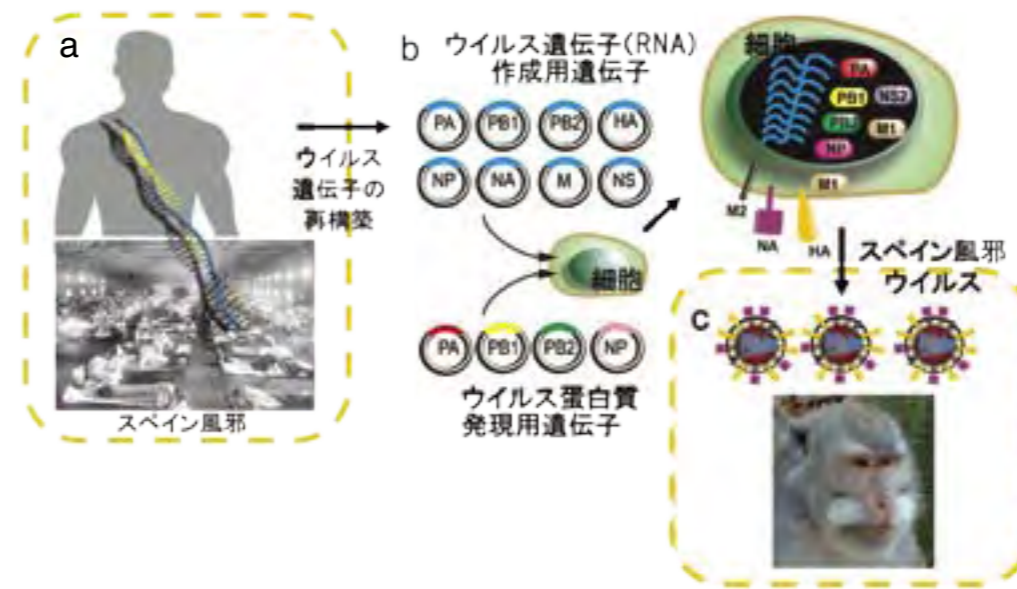 a
スペイン風邪
ウイルス
遺伝子の
再構築
b
ウイルス遺伝子(RNA)
作成用遺伝子
PA PB1 PB2 HA
NP NA M NS
細胞
PA PB1 PB2 NP
ウイルス蛋白質
発現用遺伝子
細胞
PA
PB1 NS2
PB2 M1
NP
M1
M2
NA
HA
スペイン風邪
ウイルス
c